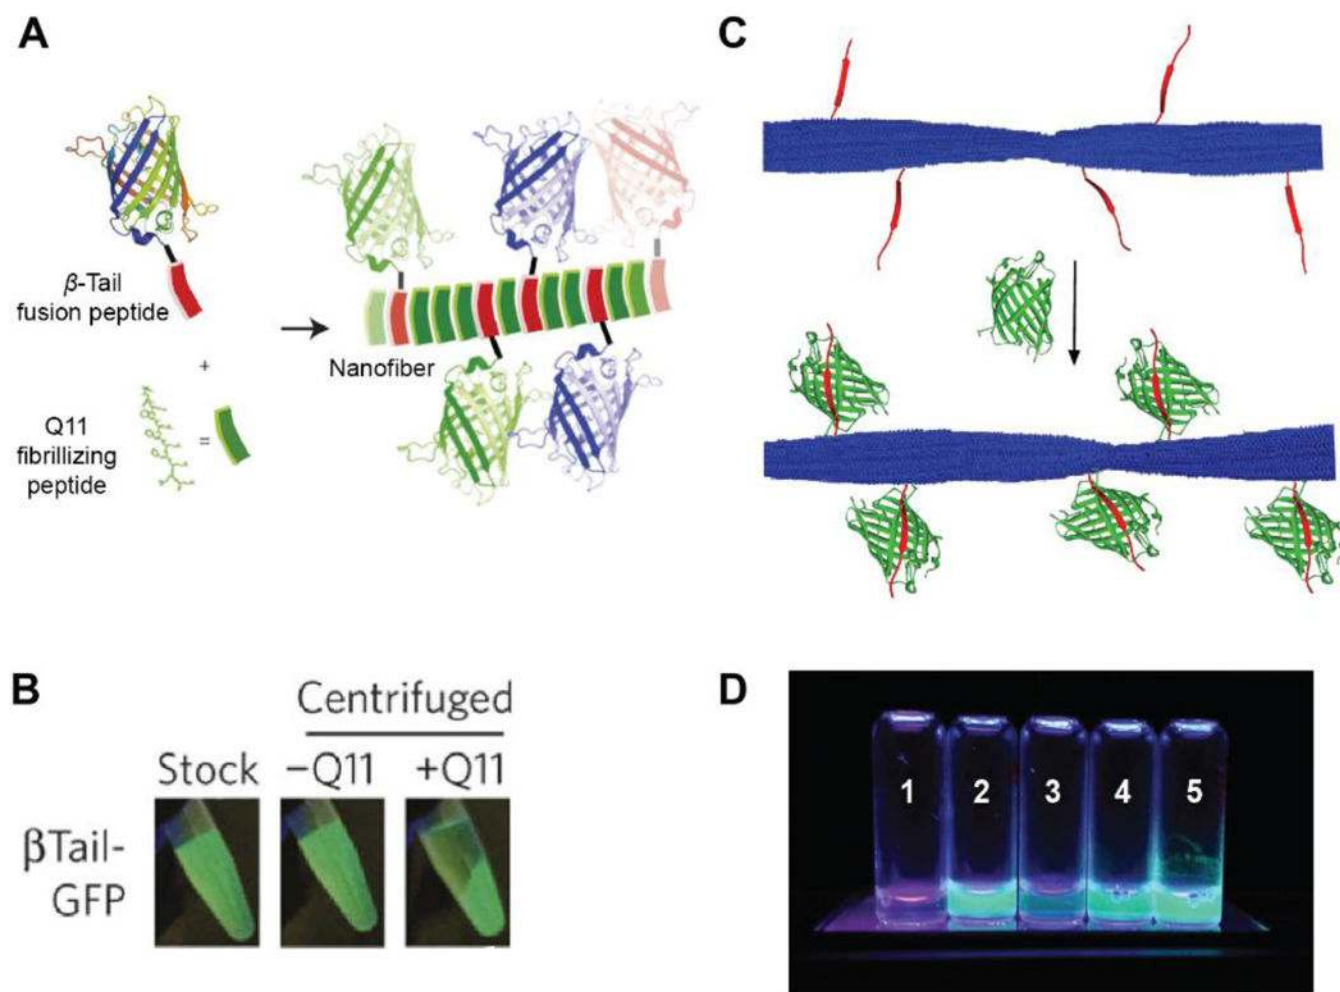 A
β-Tail
fusion peptide
+
Q11
fibrillizing
peptide
=
Nanofiber
B
Centrifuged
Stock
−Q11
+Q11
βTail-
GFP
C
D
1
2
3
4
5